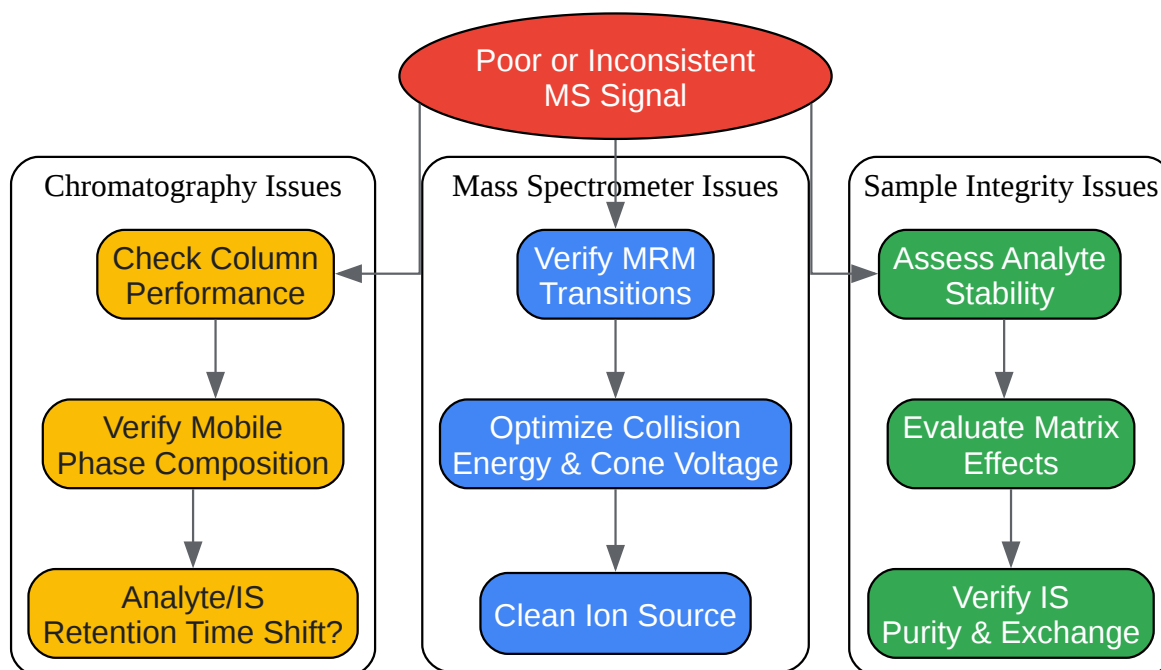 Poor or Inconsistent
MS Signal
Chromatography Issues
Check Column
Performance
Verify Mobile
Phase Composition
Analyte/IS
Retention Time Shift?
Mass Spectrometer Issues
Verify MRM
Transitions
Optimize Collision
Energy & Cone Voltage
Clean Ion Source
Sample Integrity Issues
Assess Analyte
Stability
Evaluate Matrix
Effects
Verify IS
Purity & Exchange